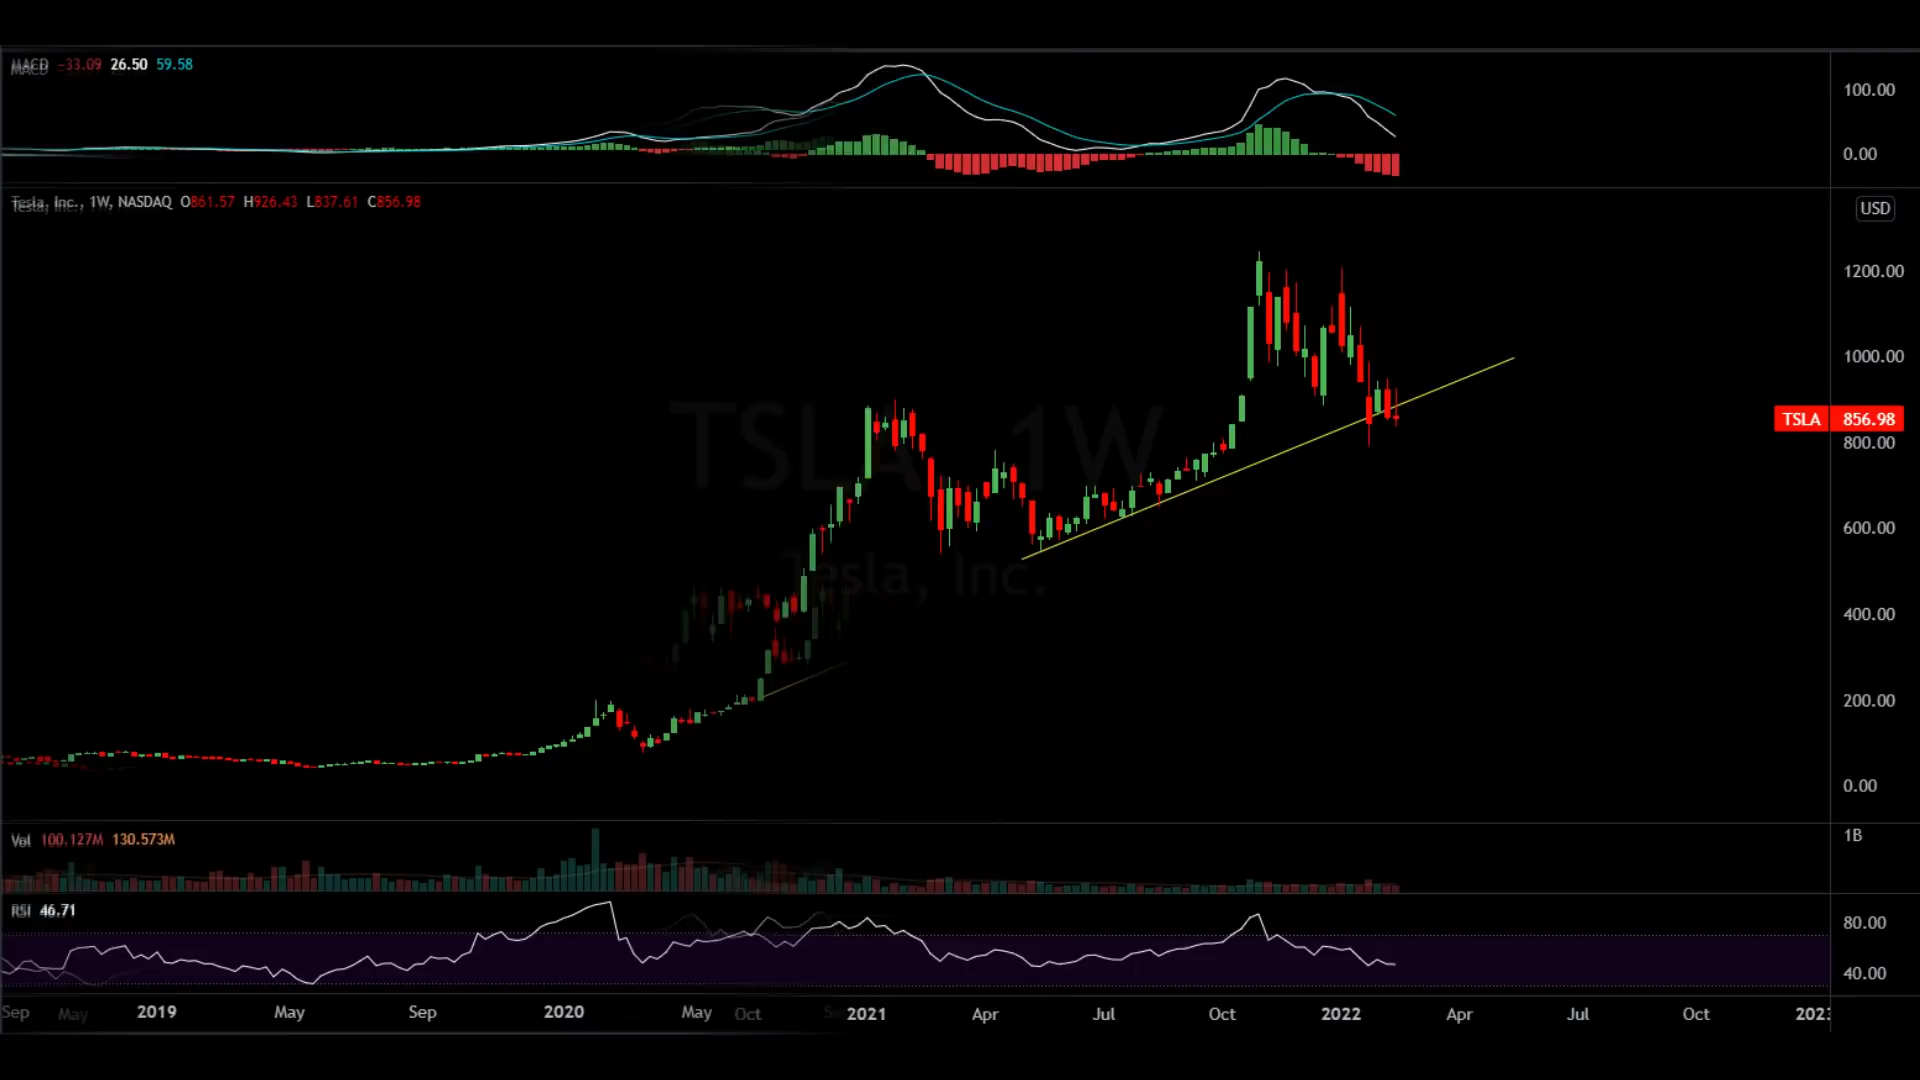 MACD -33.09 26.50 59.58
100.00
0.00
Tesla, Inc., 1W, NASDAQ O861.57 H926.43 L837.61 C856.98
USD
1200.00
1000.00
TSLA 856.98
800.00
TSLA, 1W
600.00
Tesla, Inc.
400.00
200.00
0.00
Vol 100.127M 130.573M
1B
RSI 46.71
80.00
40.00
Sep May 2019 May Sep 2020 May Oct 2021 Apr Jul Oct 2022 Apr Jul Oct 2023